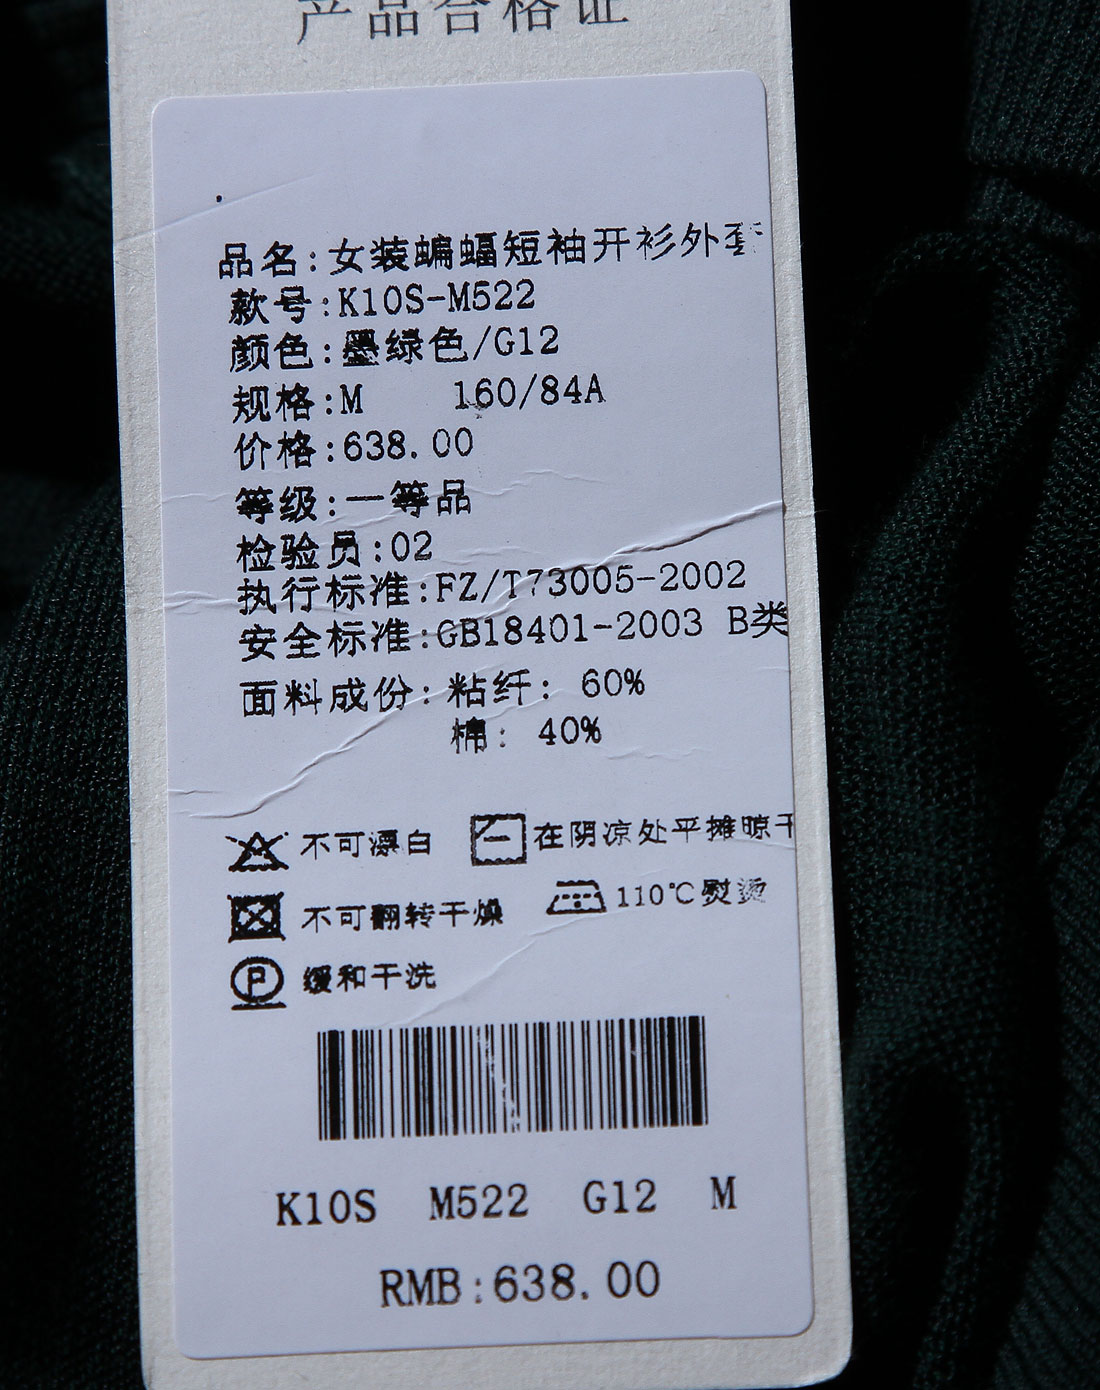 产品合格证
品名:女装蝙蝠短袖开衫外套
款号:K10S-M522
颜色:墨绿色/G12
规格:M 160/84A
价格:638.00
等级:一等品
检验员:02
执行标准:FZ/T73005-2002
安全标准:GB18401-2003 B类
面料成份:粘纤: 60%
棉: 40%
不可漂白 在阴凉处平摊晾干
不可翻转干燥 110℃熨烫
P 缓和干洗
K10S M522 G12 M
RMB:638.00